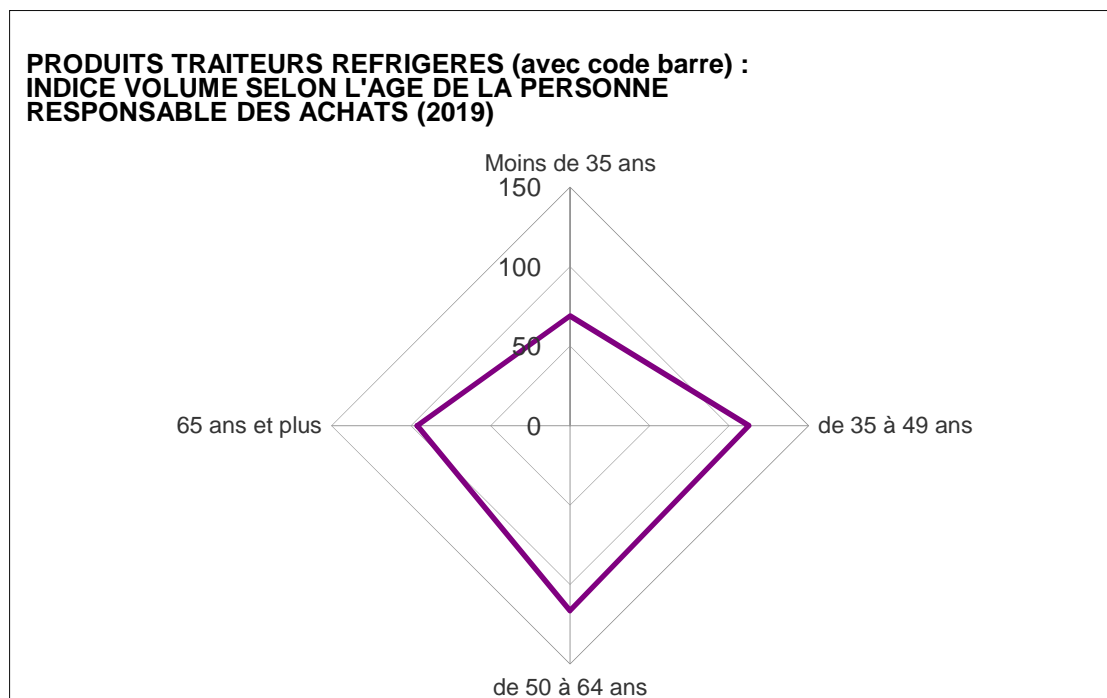 PRODUITS TRAITEURS REFRIGERES (avec code barre) :
INDICE VOLUME SELON L'AGE DE LA PERSONNE
RESPONSABLE DES ACHATS (2019)
Moins de 35 ans
150
100
50
65 ans et plus
0
de 35 à 49 ans
de 50 à 64 ans